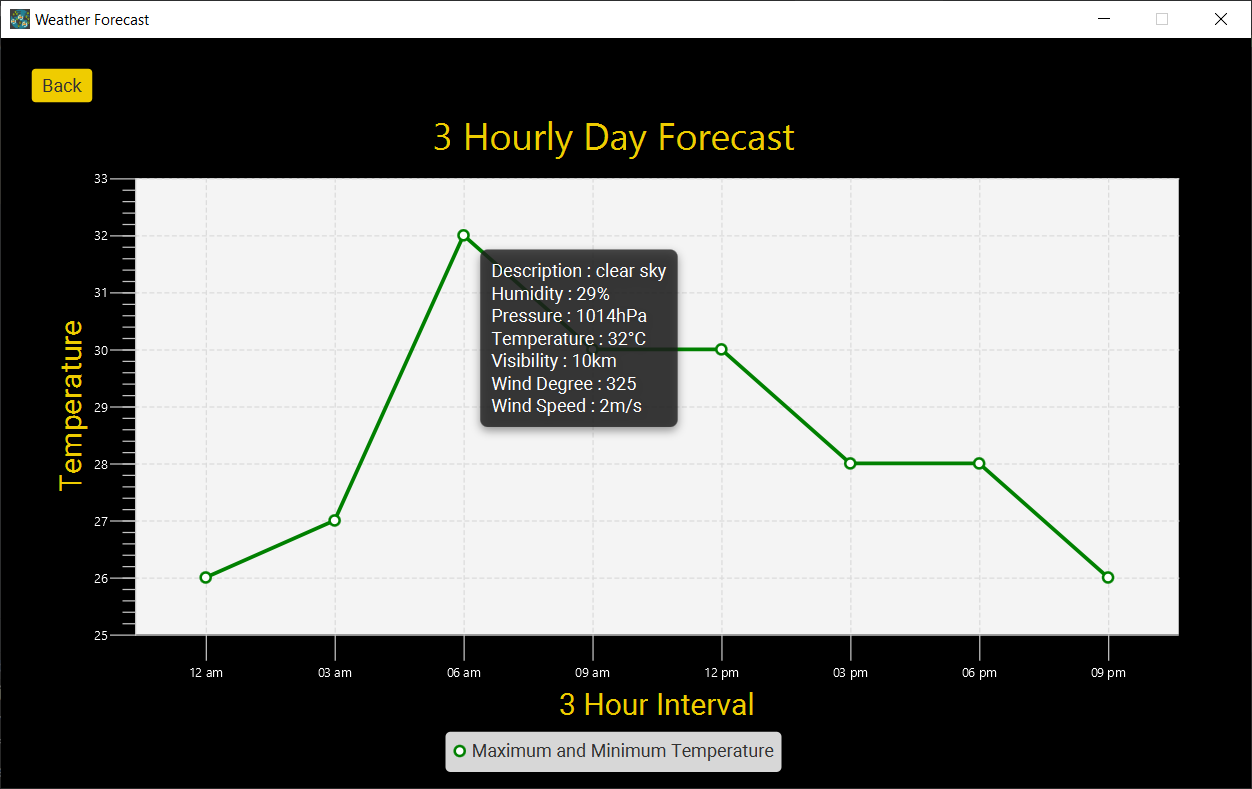 Weather Forecast
Back
3 Hourly Day Forecast
33
32
31
30
29
28
27
26
25
Temperature
Description : clear sky
Humidity : 29%
Pressure : 1014hPa
Temperature : 32°C
Visibility : 10km
Wind Degree : 325
Wind Speed : 2m/s
12 am 03 am 06 am 09 am 12 pm 03 pm 06 pm 09 pm
3 Hour Interval
Maximum and Minimum Temperature